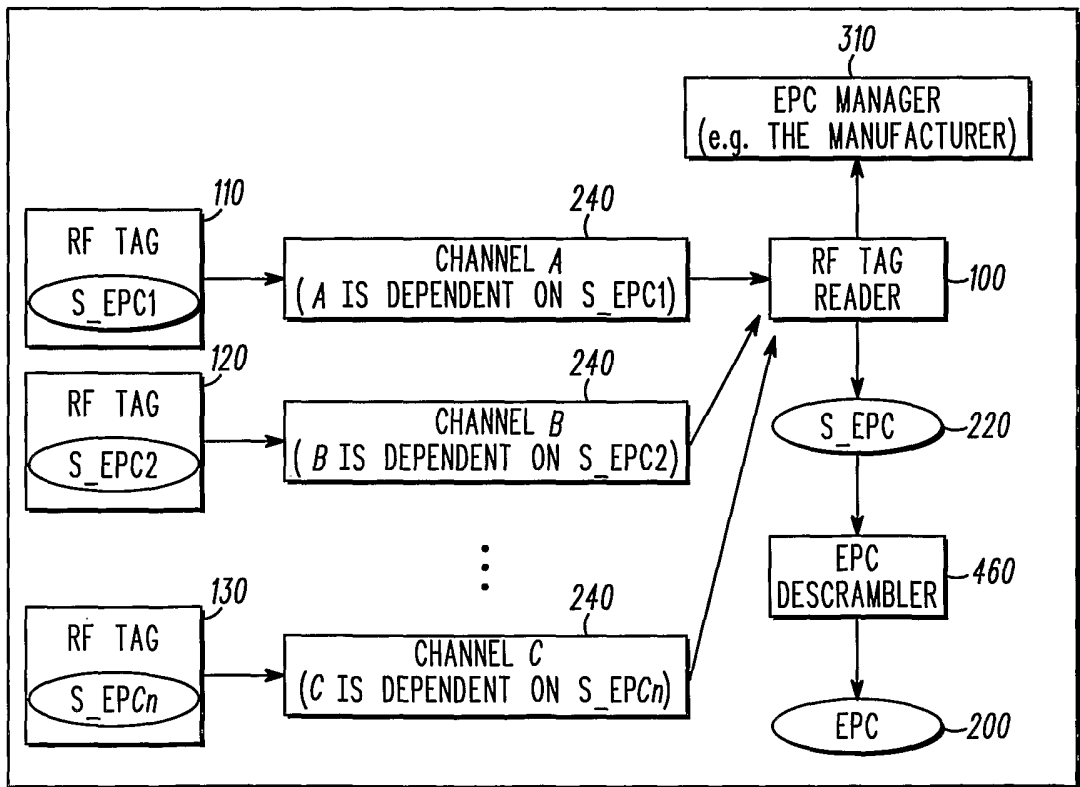 310
EPC MANAGER
(e.g. THE MANUFACTURER)
110
RF TAG
S_EPC1
240
CHANNEL A
(A IS DEPENDENT ON S_EPC1)
RF TAG
READER
100
120
RF TAG
S_EPC2
240
CHANNEL B
(B IS DEPENDENT ON S_EPC2)
S_EPC
220
130
RF TAG
S_EPCn
240
CHANNEL C
(C IS DEPENDENT ON S_EPCn)
EPC
DESCRAMBLER
460
EPC
200